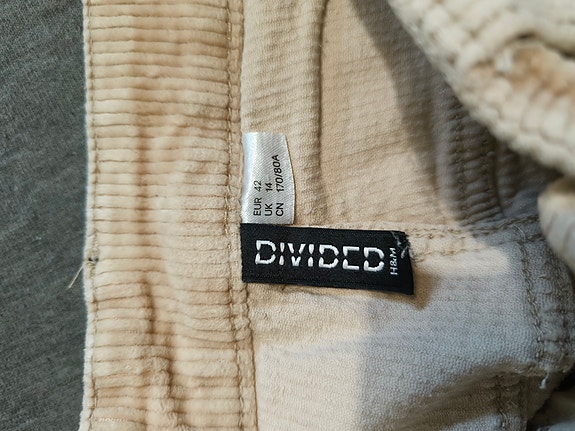 EUR 42
UK 14
CN 170/80A
DIVIDED
H&M